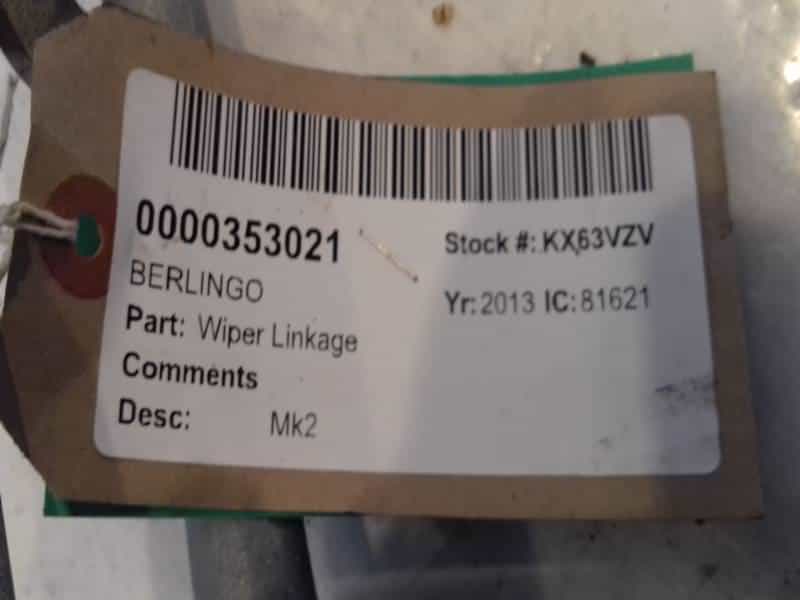 0000353021
Stock #: KX63VZV
BERLINGO
Yr: 2013 IC: 81621
Part: Wiper Linkage
Comments
Desc: Mk2